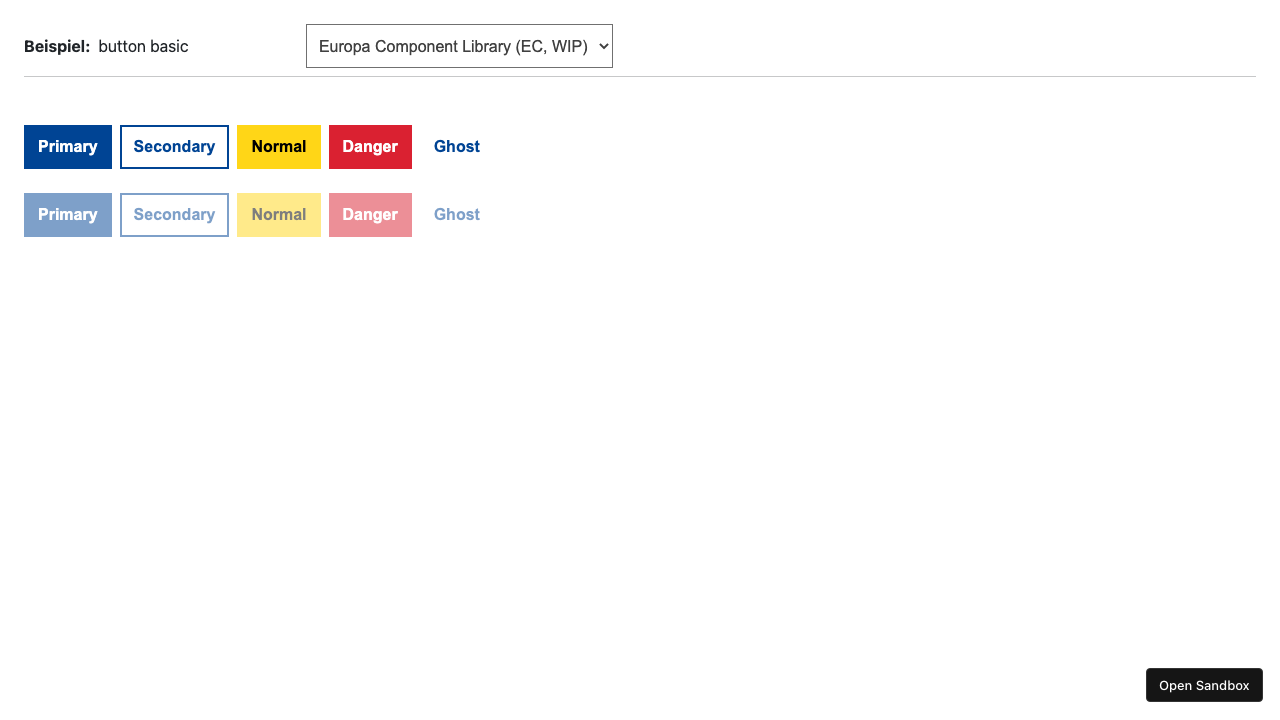 Beispiel: button basic Europa Component Library (EC, WIP)
Primary Secondary Normal Danger Ghost
Primary Secondary Normal Danger Ghost
Open Sandbox